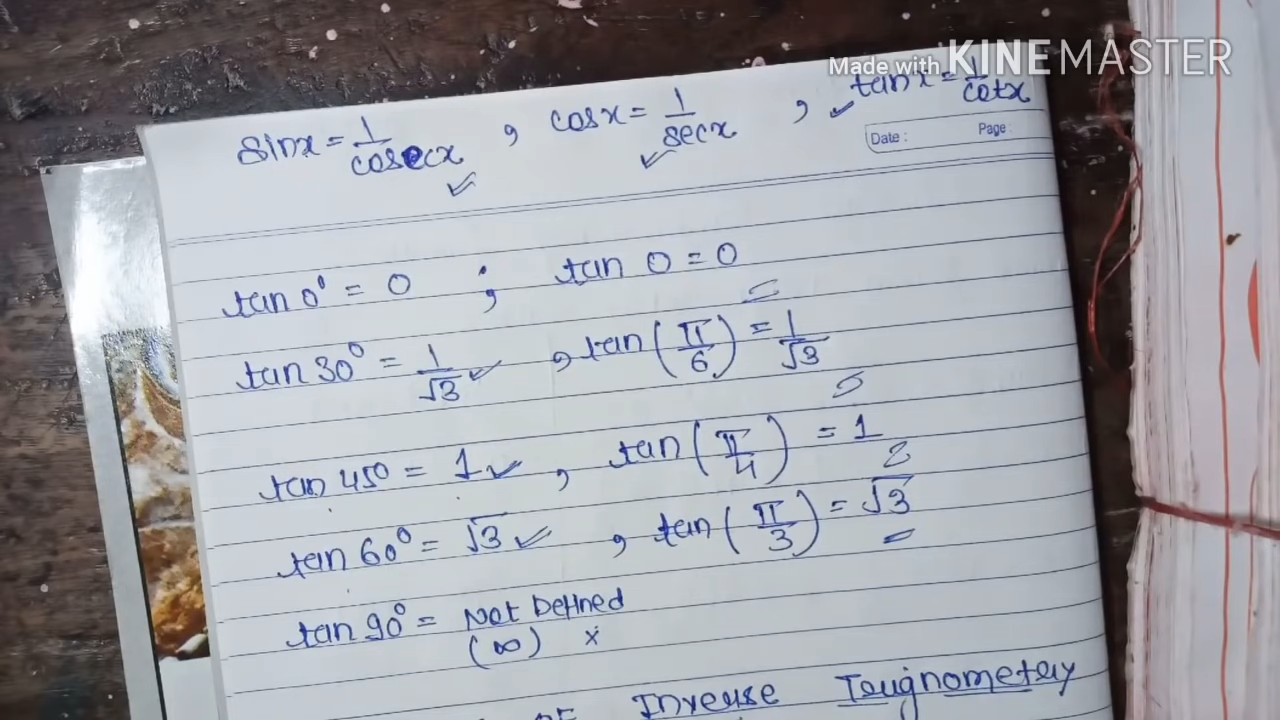 Made with KINEMASTER
sinx = 1/cosecx , cosx = 1/secx , tanx = 1/cotx
Date : Page :
tan 0° = 0 ; tan 0 = 0
tan 30° = 1/√3 , tan(π/6) = 1/√3
tan 45° = 1 , tan(π/4) = 1
tan 60° = √3 , tan(π/3) = √3
tan 90° = Not Defined
(∞) ×
OF Inverse Trignometry